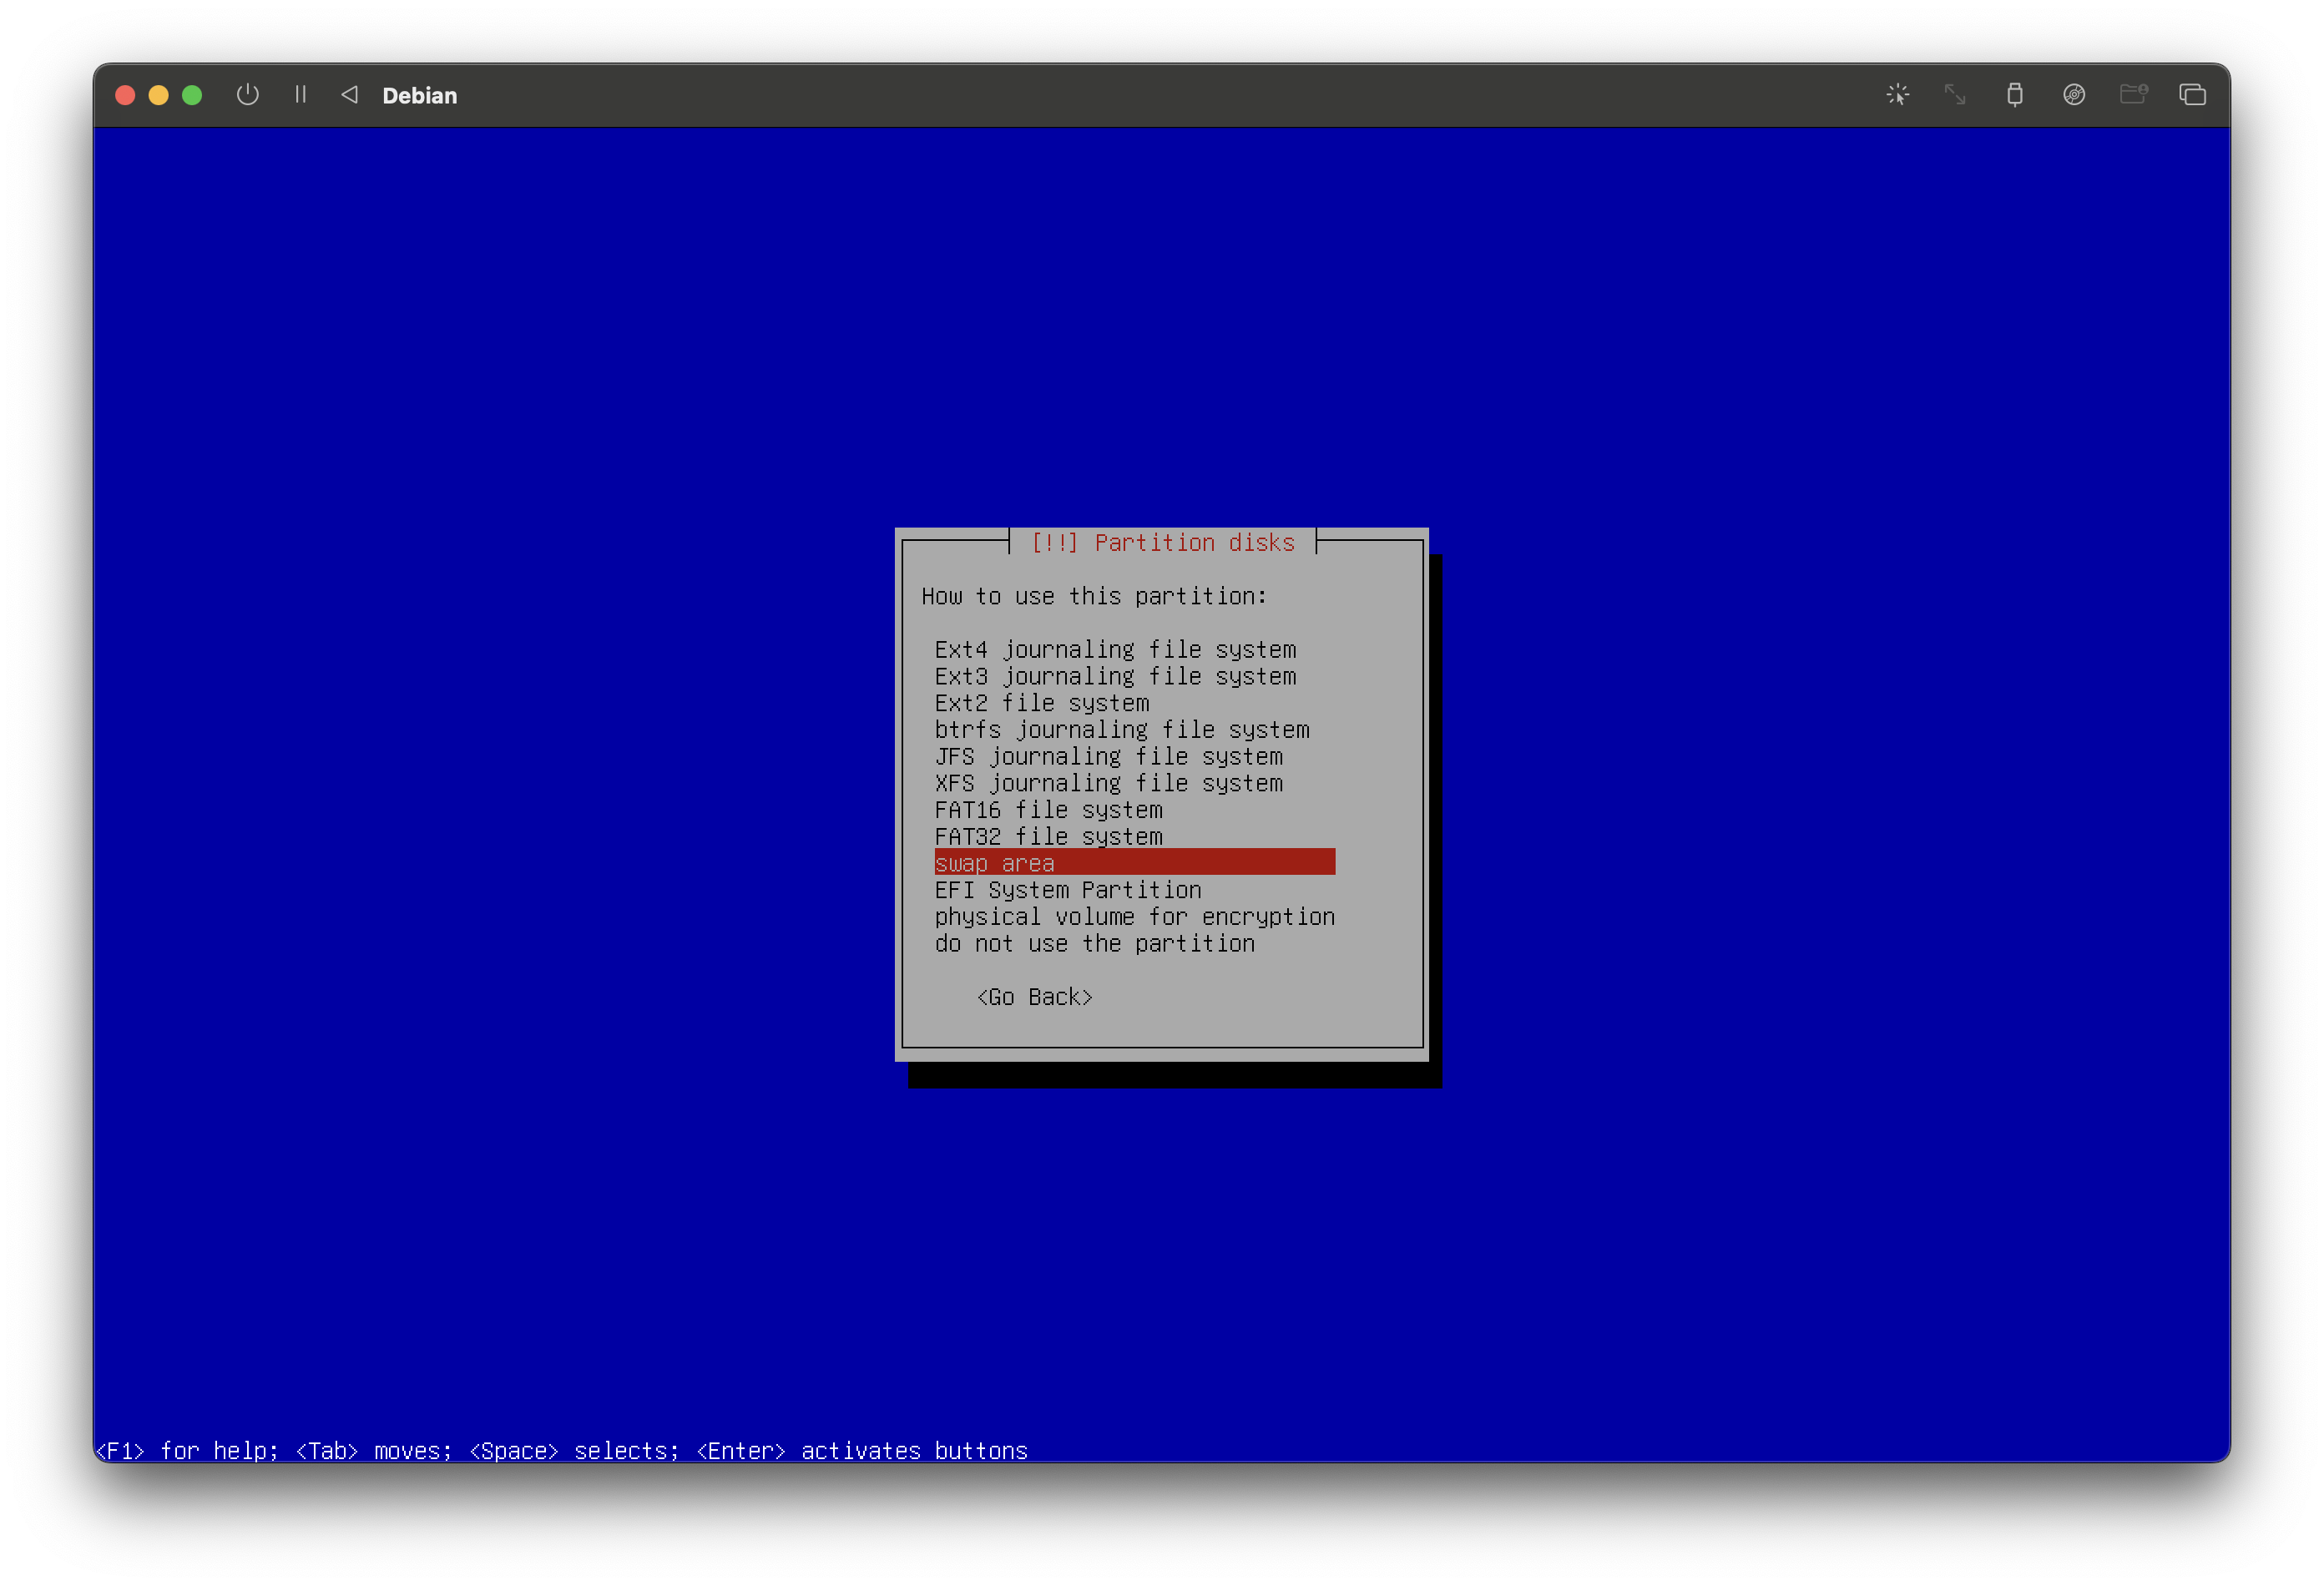 Debian
[!!] Partition disks
How to use this partition:
Ext4 journaling file system
Ext3 journaling file system
Ext2 file system
btrfs journaling file system
JFS journaling file system
XFS journaling file system
FAT16 file system
FAT32 file system
swap area
EFI System Partition
physical volume for encryption
do not use the partition
<Go Back>
<F1> for help; <Tab> moves; <Space> selects; <Enter> activates buttons